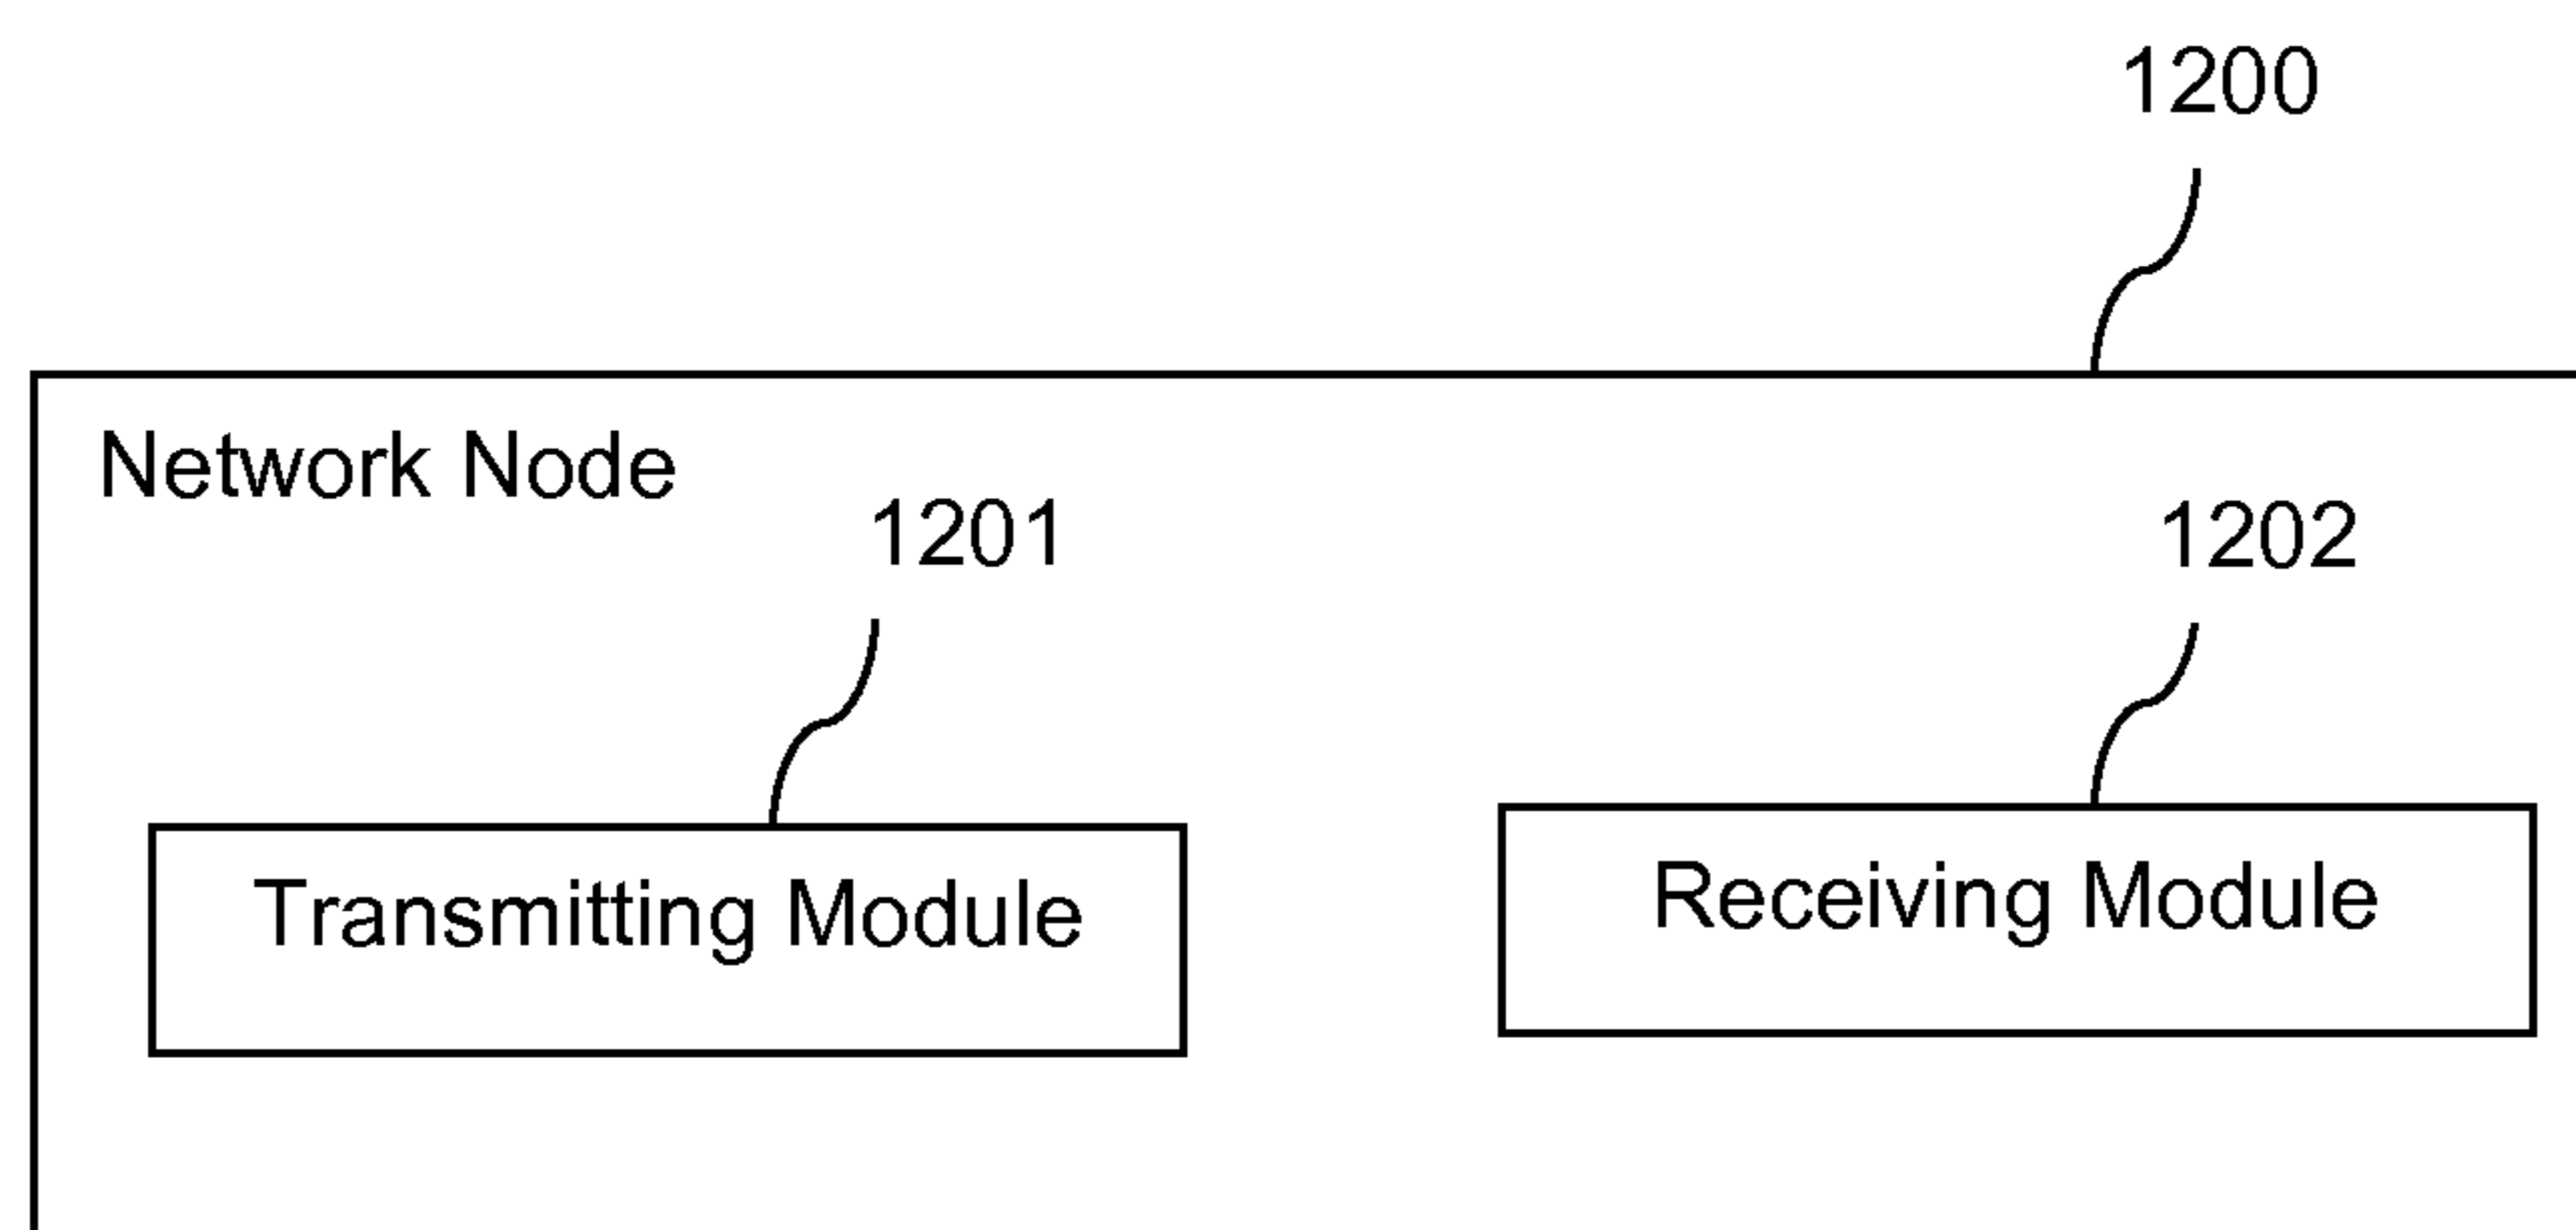 1200
Network Node
1201
1202
Transmitting Module
Receiving Module